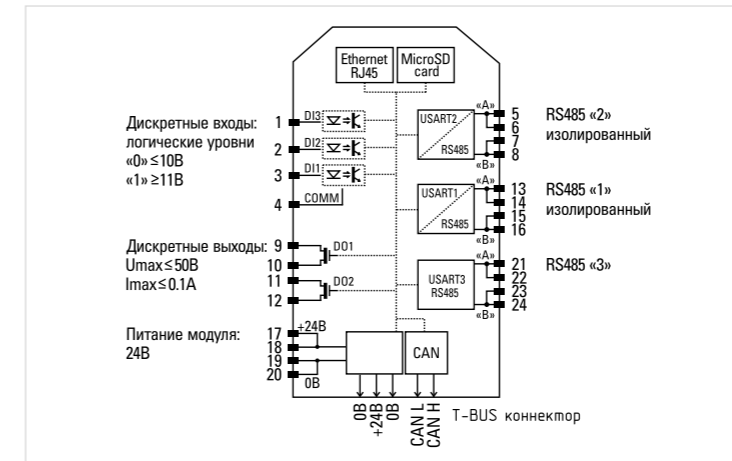 Ethernet RJ45
MicroSD card
Дискретные входы:
логические уровни
«0» ≤10В
«1» ≥11В
1 DI3
2 DI2
3 DI1
4 COMM
Дискретные выходы:
Umax≤50В
Imax≤0.1А
9
10
DO1
11
12
DO2
Питание модуля:
24В
17 +24В
18
19
20 0В
USART2
RS485
«А»
5
6
7
8
«В»
RS485 «2»
изолированный
USART1
RS485
«А»
13
14
15
16
«В»
RS485 «1»
изолированный
USART3
RS485
«А»
21
22
23
24
«В»
RS485 «3»
CAN
0В
+24В
0В
CAN L
CAN H
T-BUS коннектор